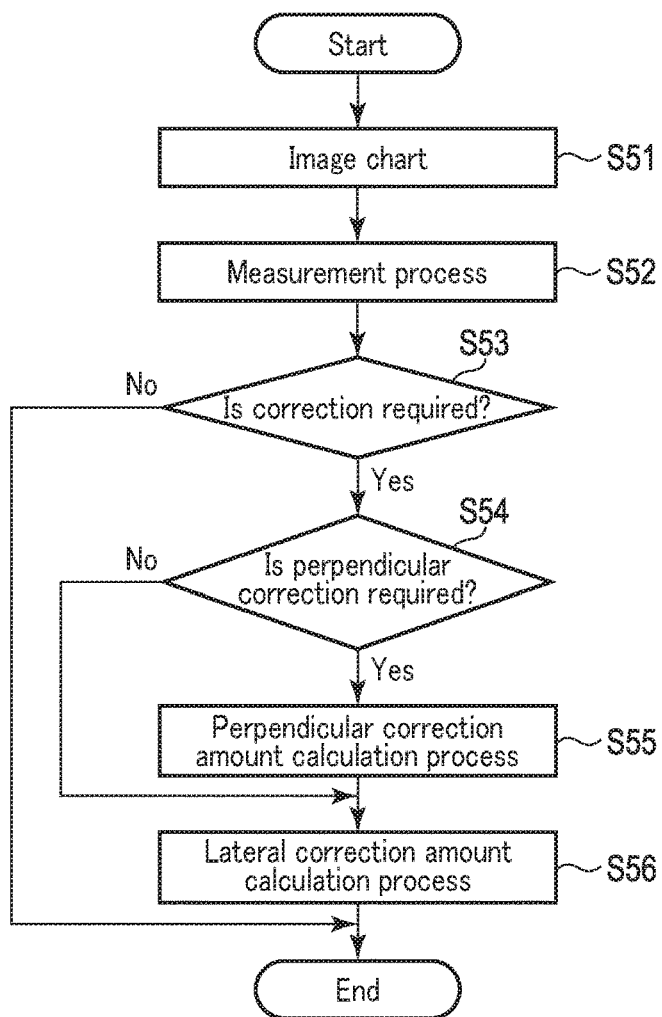 Start
Image chart
S51
Measurement process
S52
S53
No
Is correction required?
Yes
S54
No
Is perpendicular
correction required?
Yes
Perpendicular correction
amount calculation process
S55
Lateral correction amount
calculation process
S56
End